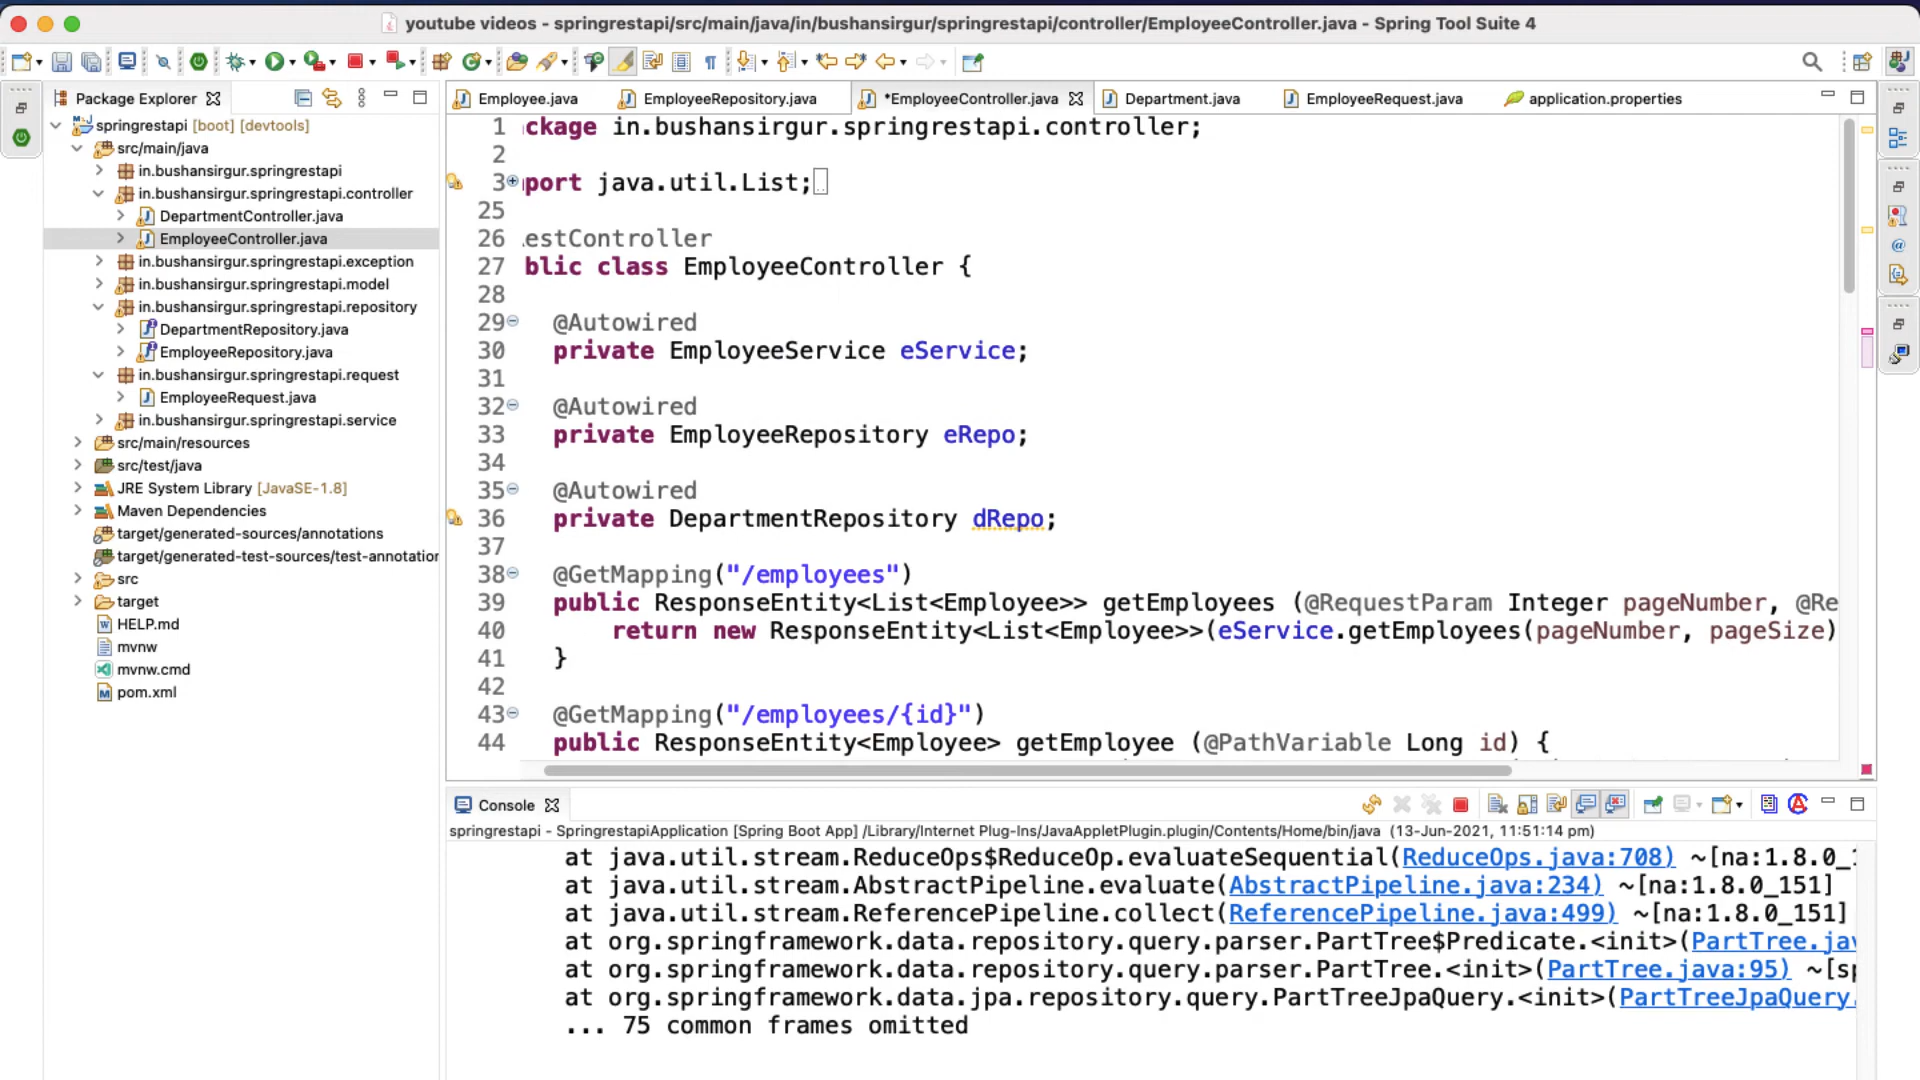 youtube videos - springrestapi/src/main/java/in/bushansirgur/springrestapi/controller/EmployeeController.java - Spring Tool Suite 4
Package Explorer
springrestapi [boot] [devtools]
src/main/java
in.bushansirgur.springrestapi
in.bushansirgur.springrestapi.controller
DepartmentController.java
EmployeeController.java
in.bushansirgur.springrestapi.exception
in.bushansirgur.springrestapi.model
in.bushansirgur.springrestapi.repository
DepartmentRepository.java
EmployeeRepository.java
in.bushansirgur.springrestapi.request
EmployeeRequest.java
in.bushansirgur.springrestapi.service
src/main/resources
src/test/java
JRE System Library [JavaSE-1.8]
Maven Dependencies
target/generated-sources/annotations
target/generated-test-sources/test-annotation
src
target
HELP.md
mvnw
mvnw.cmd
pom.xml
Employee.java EmployeeRepository.java *EmployeeController.java Department.java EmployeeRequest.java application.properties
1 ckage in.bushansirgur.springrestapi.controller;
2
3 port java.util.List;
25
26 estController
27 blic class EmployeeController {
28
29 @Autowired
30 private EmployeeService eService;
31
32 @Autowired
33 private EmployeeRepository eRepo;
34
35 @Autowired
36 private DepartmentRepository dRepo;
37
38 @GetMapping("/employees")
39 public ResponseEntity<List<Employee>> getEmployees (@RequestParam Integer pageNumber, @Re
40 return new ResponseEntity<List<Employee>>(eService.getEmployees(pageNumber, pageSize)
41 }
42
43 @GetMapping("/employees/{id}")
44 public ResponseEntity<Employee> getEmployee (@PathVariable Long id) {
Console
springrestapi - SpringrestapiApplication [Spring Boot App] /Library/Internet Plug-Ins/JavaAppletPlugin.plugin/Contents/Home/bin/java (13-Jun-2021, 11:51:14 pm)
at java.util.stream.ReduceOps$ReduceOp.evaluateSequential(ReduceOps.java:708) ~[na:1.8.0_1
at java.util.stream.AbstractPipeline.evaluate(AbstractPipeline.java:234) ~[na:1.8.0_151]
at java.util.stream.ReferencePipeline.collect(ReferencePipeline.java:499) ~[na:1.8.0_151]
at org.springframework.data.repository.query.parser.PartTree$Predicate.<init>(PartTree.jav
at org.springframework.data.repository.query.parser.PartTree.<init>(PartTree.java:95) ~[sp
at org.springframework.data.jpa.repository.query.PartTreeJpaQuery.<init>(PartTreeJpaQuery.
... 75 common frames omitted